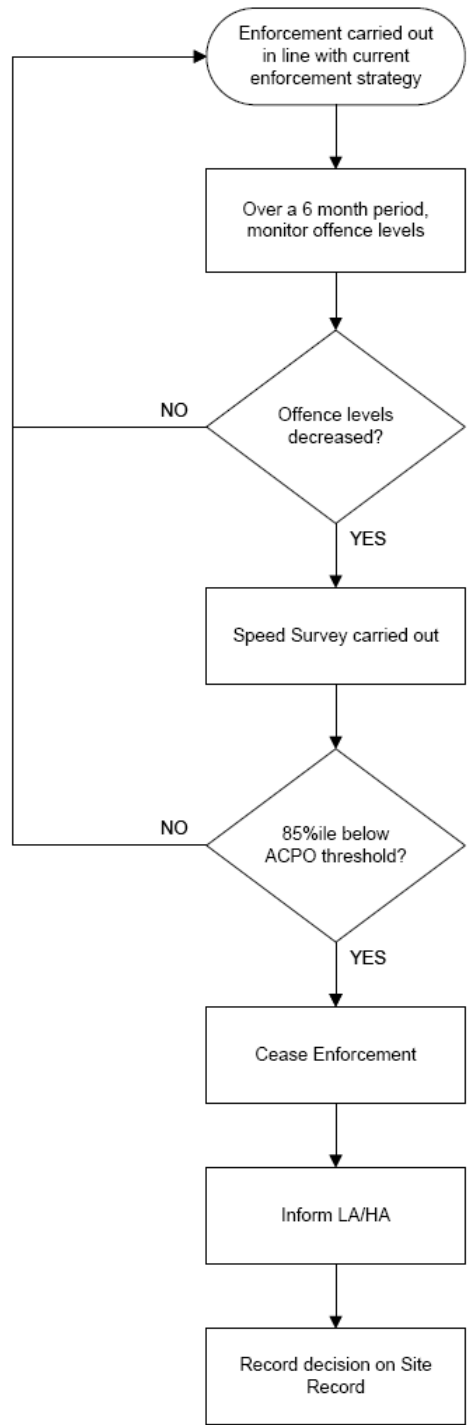 Enforcement carried out
in line with current
enforcement strategy
Over a 6 month period,
monitor offence levels
NO
Offence levels
decreased?
YES
Speed Survey carried out
NO
85%ile below
ACPO threshold?
YES
Cease Enforcement
Inform LA/HA
Record decision on Site
Record